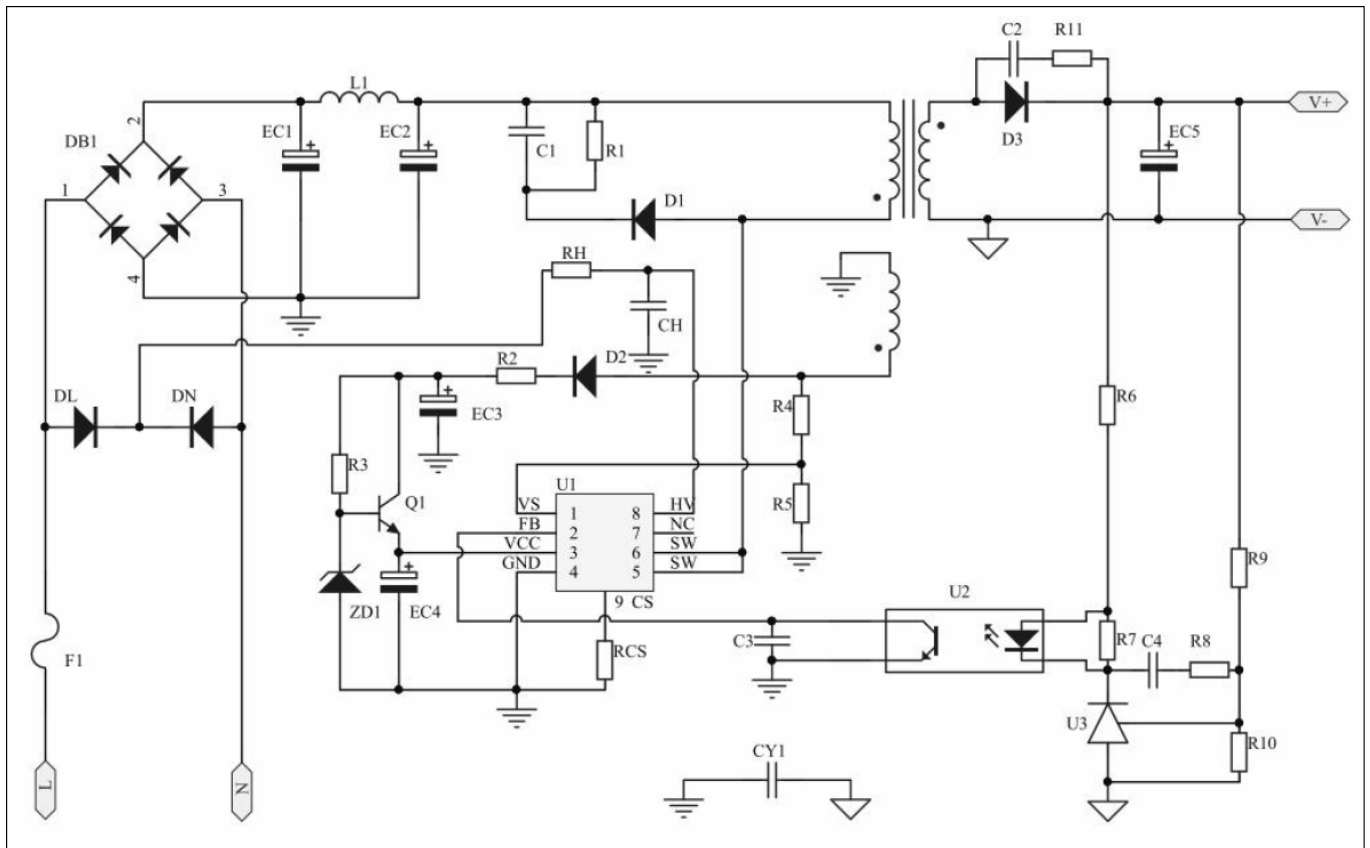 C2
R11
L1
V+
2
EC1
+
EC2
+
DB1
C1
R1
D3
EC5
+
1
3
D1
V-
4
RH
CH
R2
D2
DL
DN
EC3
+
R4
R6
R3
U1
Q1
VS
1
8
HV
R5
FB
2
7
NC
VCC
3
6
SW
GND
4
5
SW
R9
ZD1
+
EC4
9
CS
U2
F1
RCS
C3
R7
C4
R8
U3
R10
CY1
L
N